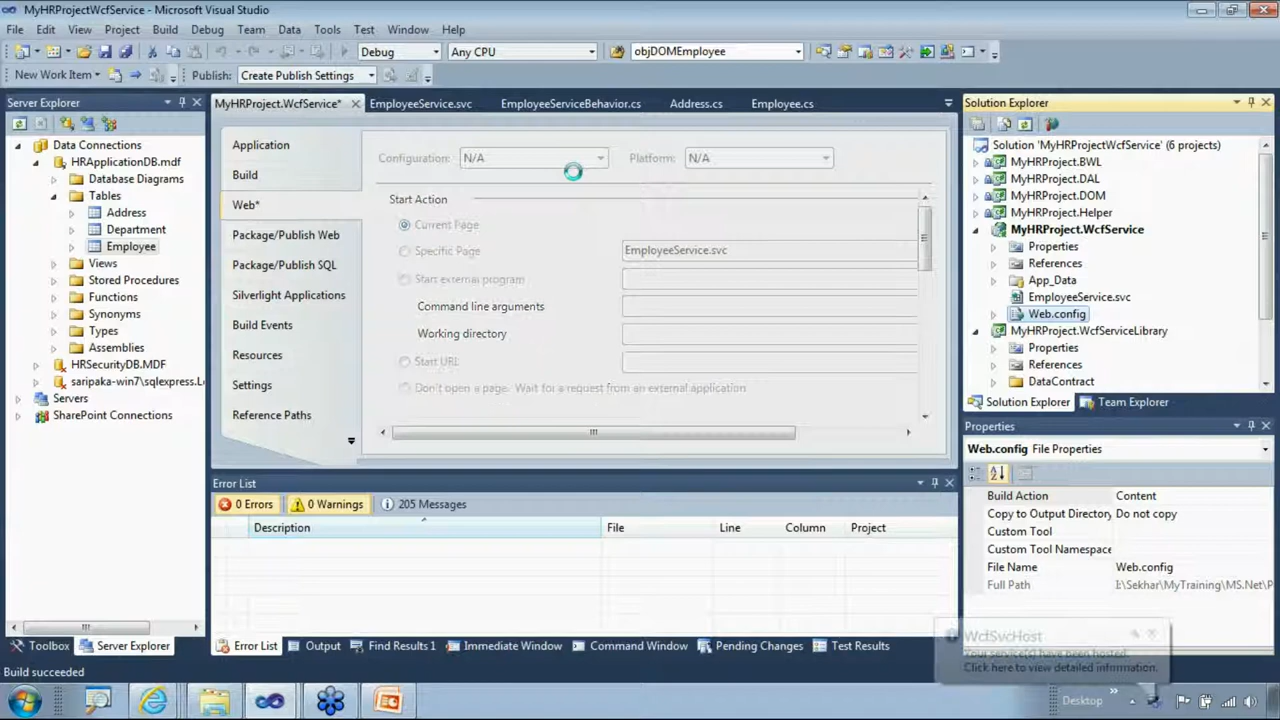 MyHRProjectWcfService - Microsoft Visual Studio
File Edit View Project Build Debug Team Data Tools Test Window Help
Debug Any CPU objDOMEmployee
New Work Item Publish: Create Publish Settings
Server Explorer
Data Connections
HRApplicationDB.mdf
Database Diagrams
Tables
Address
Department
Employee
Views
Stored Procedures
Functions
Synonyms
Types
Assemblies
HRSecurityDB.MDF
saripaka-win7\sqlexpress.
Servers
SharePoint Connections
Toolbox Server Explorer
MyHRProject.WcfService* EmployeeService.svc EmployeeServiceBehavior.cs Address.cs Employee.cs
Application
Build
Web*
Package/Publish Web
Package/Publish SQL
Silverlight Applications
Build Events
Resources
Settings
Reference Paths
Configuration: N/A Platform: N/A
Start Action
Current Page
Specific Page EmployeeService.svc
Start external program
Command line arguments
Working directory
Start URL
Don't open a page. Wait for a request from an external application
Error List
0 Errors 0 Warnings 205 Messages
Description File Line Column Project
Error List Output Find Results 1 Immediate Window Command Window Pending Changes Test Results
Solution Explorer
Solution 'MyHRProjectWcfService' (6 projects)
MyHRProject.BWL
MyHRProject.DAL
MyHRProject.DOM
MyHRProject.Helper
MyHRProject.WcfService
Properties
References
App_Data
EmployeeService.svc
Web.config
MyHRProject.WcfServiceLibrary
Properties
References
DataContract
Solution Explorer Team Explorer
Properties
Web.config File Properties
Build Action Content
Copy to Output Directory Do not copy
Custom Tool
Custom Tool Namespace
File Name Web.config
Full Path I:\Sekhar\MyTraining\MS.Net\P
WcfSvcHost
Your service(s) have been hosted.
Click here to view detailed information.
Build succeeded
Desktop